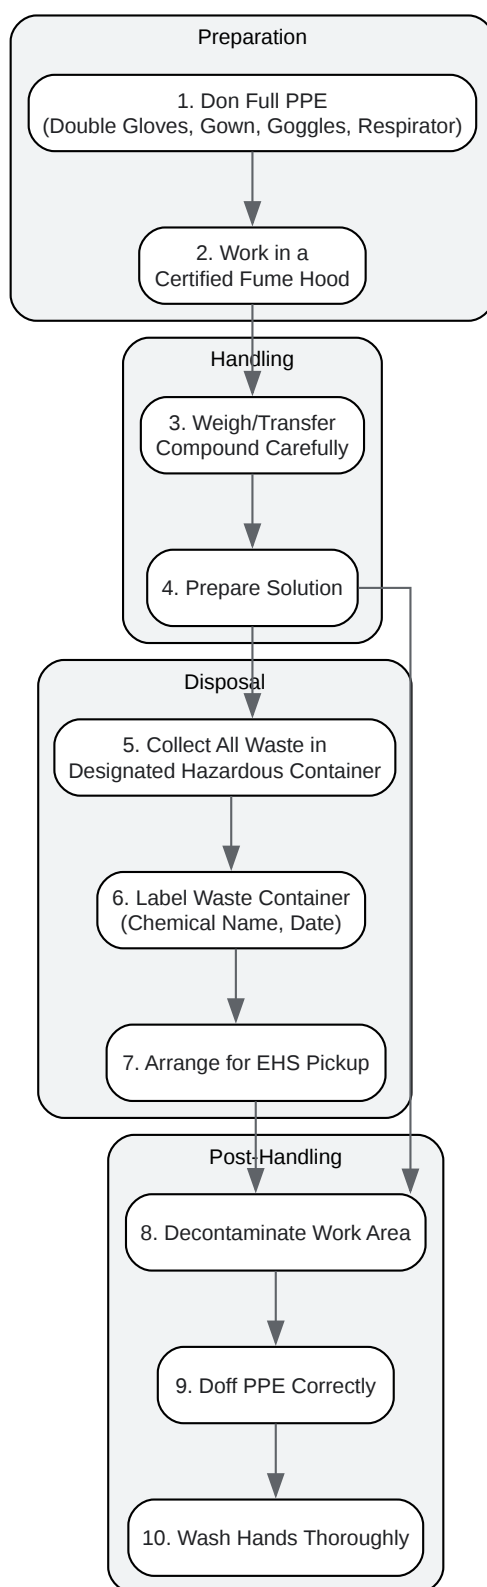 Preparation
1. Don Full PPE
(Double Gloves, Gown, Goggles, Respirator)
2. Work in a
Certified Fume Hood
Handling
3. Weigh/Transfer
Compound Carefully
4. Prepare Solution
Disposal
5. Collect All Waste in
Designated Hazardous Container
6. Label Waste Container
(Chemical Name, Date)
7. Arrange for EHS Pickup
Post-Handling
8. Decontaminate Work Area
9. Doff PPE Correctly
10. Wash Hands Thoroughly